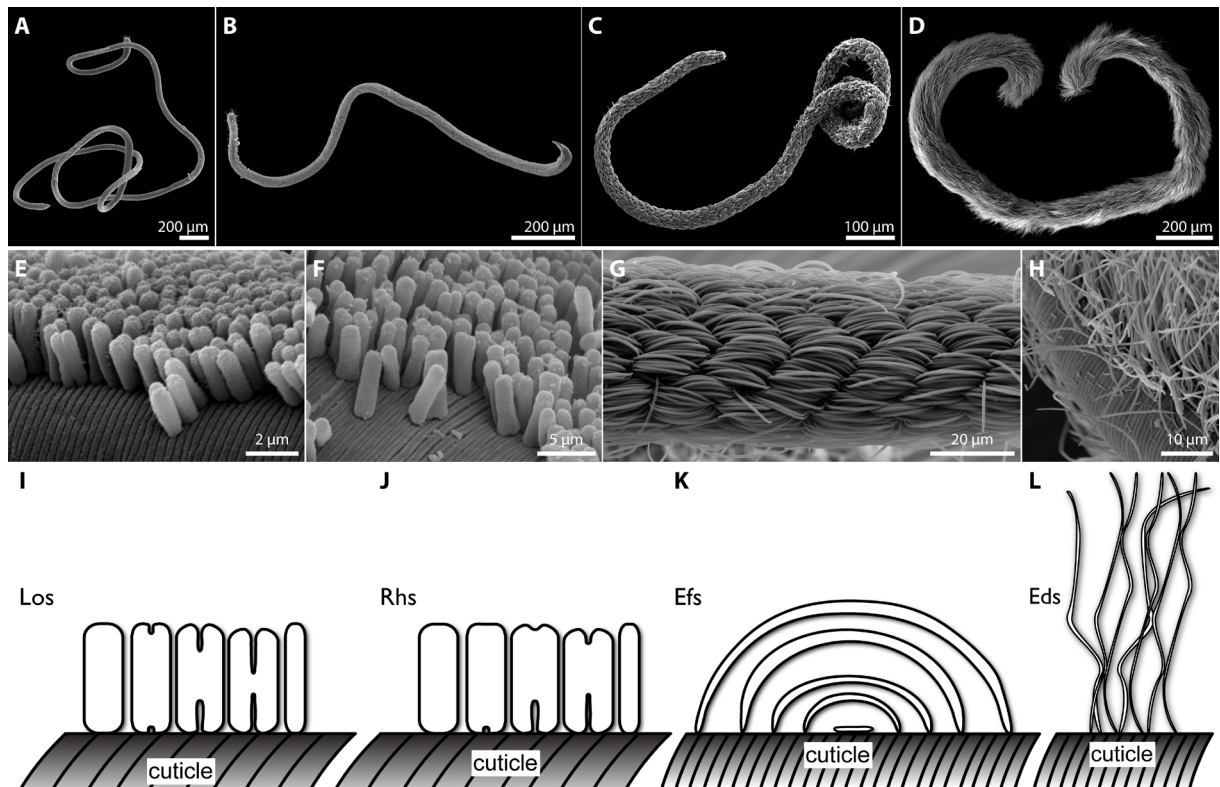 A
B
C
D
200 µm
200 µm
100 µm
200 µm
E
F
G
H
2 µm
5 µm
20 µm
10 µm
I
J
K
L
Los
Rhs
Efs
Eds
cuticle
cuticle
cuticle
cuticle